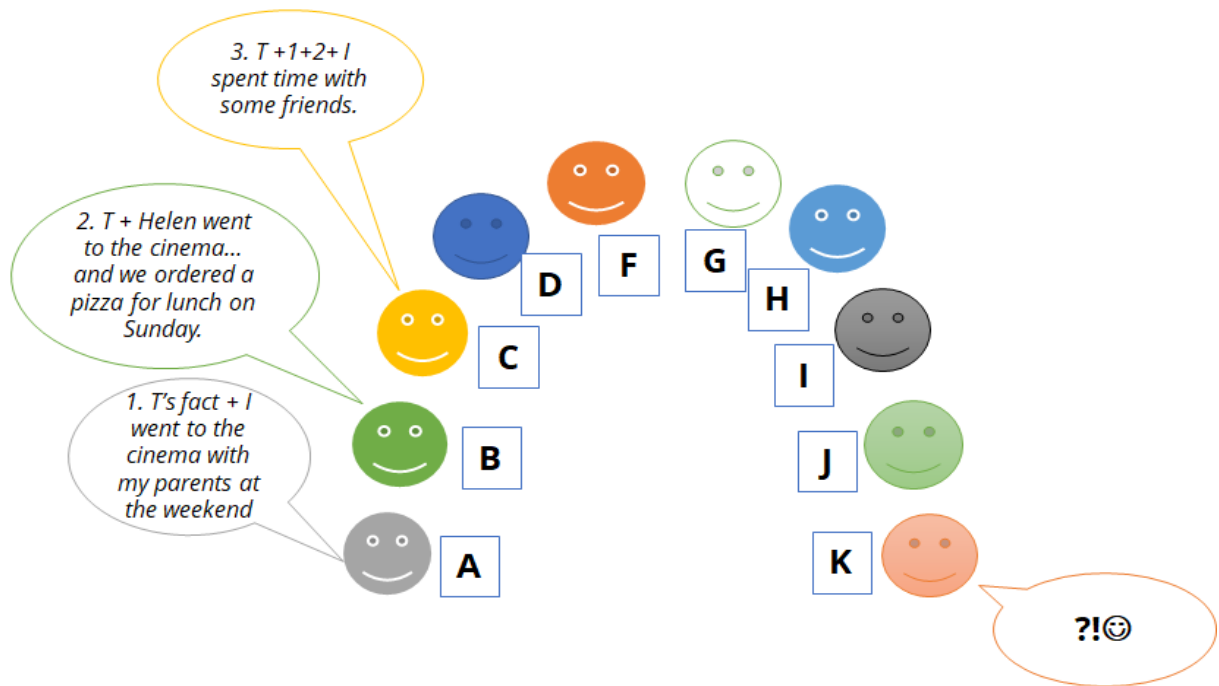 3. T +1+2+ I
spent time with
some friends.
2. T + Helen went
to the cinema...
and we ordered a
pizza for lunch on
Sunday.
1. T's fact + I
went to the
cinema with
my parents at
the weekend
A
B
C
D
F
G
H
I
J
K
?!☺